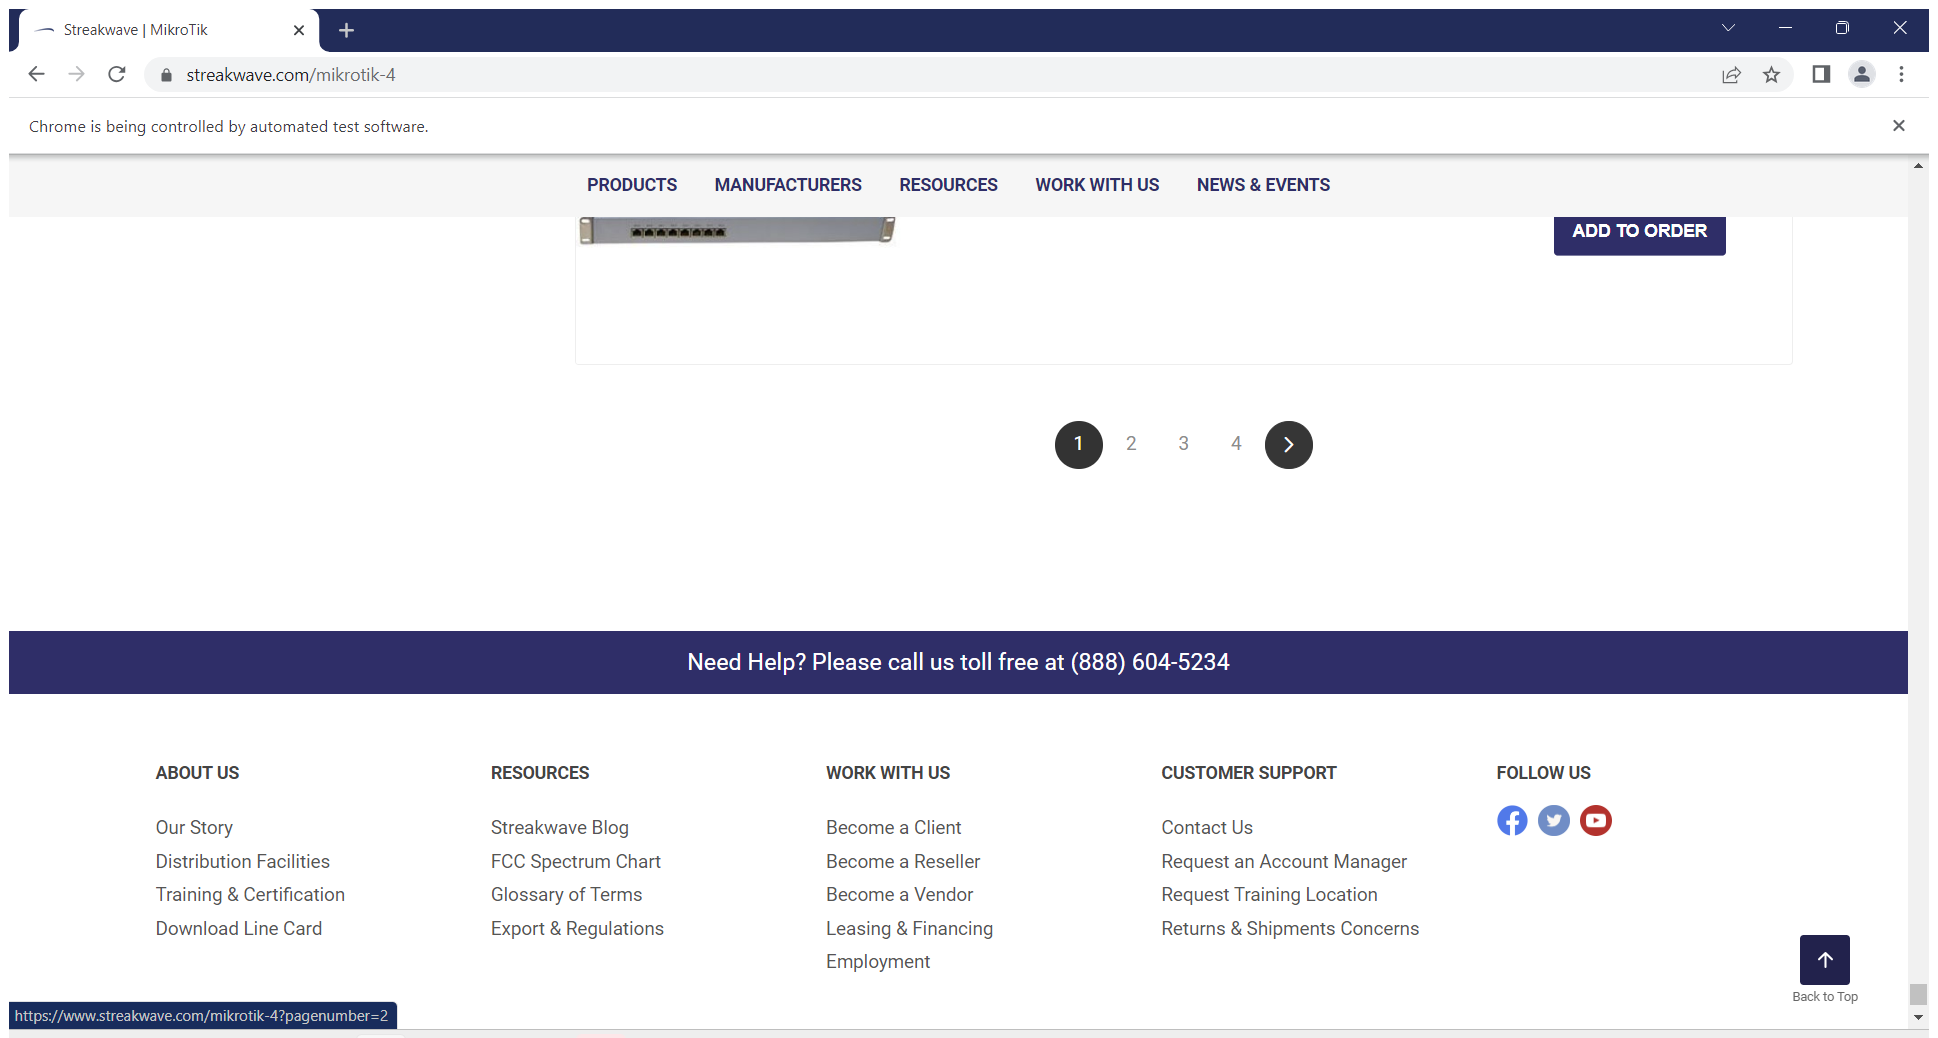 Streakwave | MikroTik
streakwave.com/mikrotik-4
Chrome is being controlled by automated test software.
PRODUCTS MANUFACTURERS RESOURCES WORK WITH US NEWS & EVENTS
ADD TO ORDER
1 2 3 4
Need Help? Please call us toll free at (888) 604-5234
ABOUT US
Our Story
Distribution Facilities
Training & Certification
Download Line Card
RESOURCES
Streakwave Blog
FCC Spectrum Chart
Glossary of Terms
Export & Regulations
WORK WITH US
Become a Client
Become a Reseller
Become a Vendor
Leasing & Financing
Employment
CUSTOMER SUPPORT
Contact Us
Request an Account Manager
Request Training Location
Returns & Shipments Concerns
FOLLOW US
Back to Top
https://www.streakwave.com/mikrotik-4?pagenumber=2